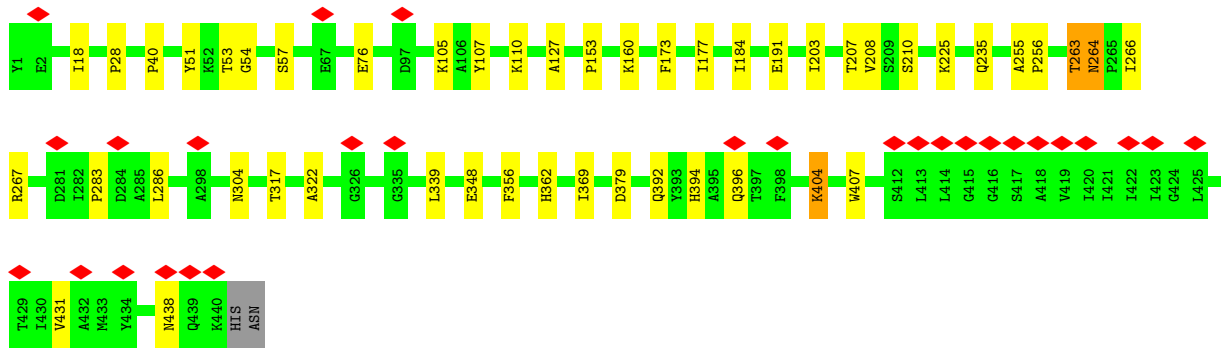 Y1 E2 I18 P28 P40 Y51 K52 T53 G54 S57 E67 E76 D97 K105 A106 Y107 K110 A127 P153 K160 F173 I177 I184 E191 I203 T207 V208 S209 S210 K225 Q235 A255 P256 T263 N264 P265 I266
R267 D281 I282 P283 D284 A285 L286 A298 N304 T317 A322 G326 G335 L339 E348 F356 H362 I369 D379 Q392 Y393 H394 A395 Q396 T397 F398 K404 W407 S412 L413 L414 G415 G416 S417 A418 V419 I420 I421 I422 I423 G424 L425
T429 I430 V431 A432 M433 Y434 N438 Q439 K440 HIS ASN